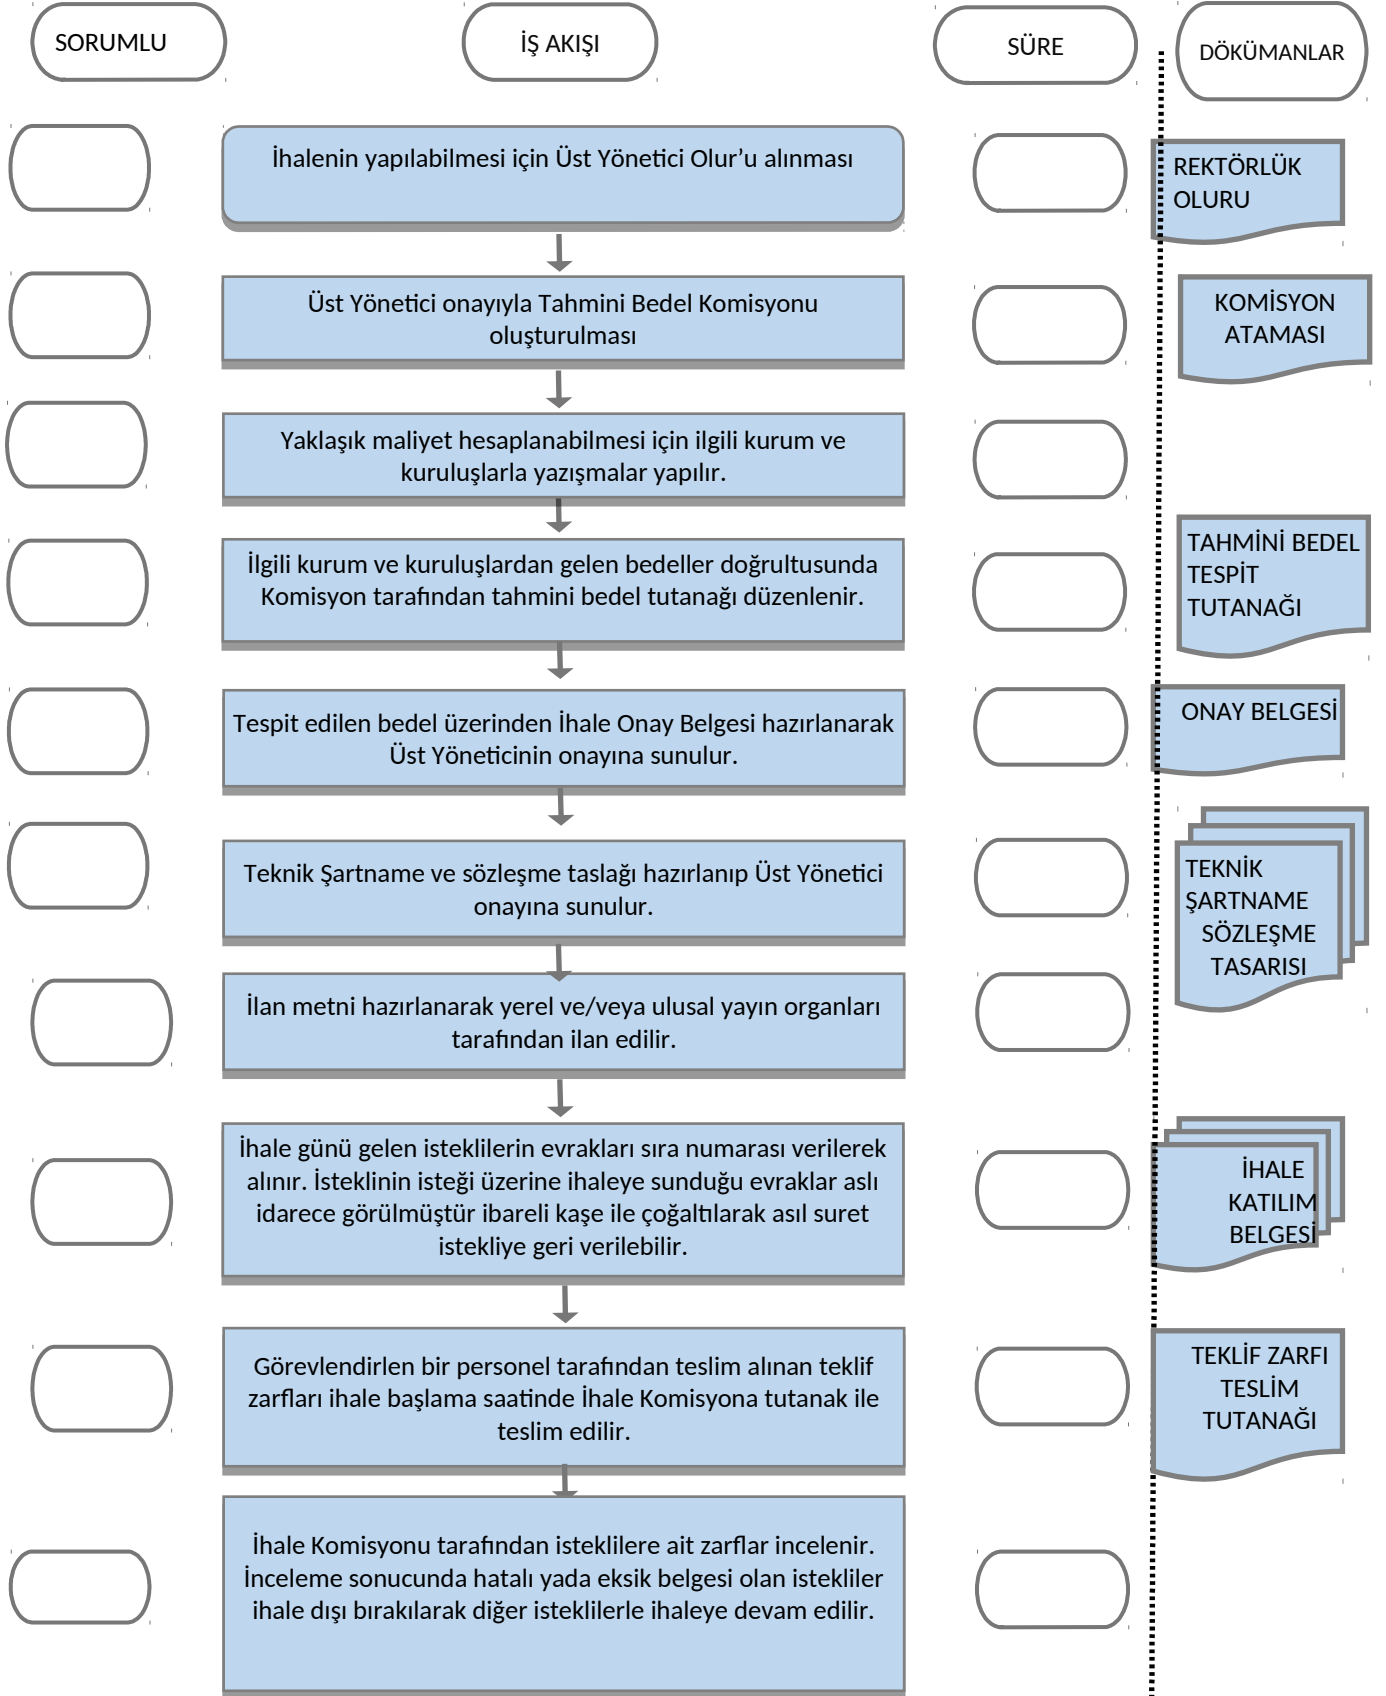 SORUMLU
İŞ AKIŞI
SÜRE
DÖKÜMANLAR
İhalenin yapılabilmesi için Üst Yönetici Olur’u alınması
REKTÖRLÜK
OLURU
Üst Yönetici onayıyla Tahmini Bedel Komisyonu
oluşturulması
KOMİSYON
ATAMASI
Yaklaşık maliyet hesaplanabilmesi için ilgili kurum ve
kuruluşlarla yazışmalar yapılır.
İlgili kurum ve kuruluşlardan gelen bedeller doğrultusunda
Komisyon tarafından tahmini bedel tutanağı düzenlenir.
TAHMİNİ BEDEL
TESPİT
TUTANAĞI
Tespit edilen bedel üzerinden İhale Onay Belgesi hazırlanarak
Üst Yöneticinin onayına sunulur.
ONAY BELGESİ
Teknik Şartname ve sözleşme taslağı hazırlanıp Üst Yönetici
onayına sunulur.
TEKNİK
ŞARTNAME
SÖZLEŞME
TASARISI
İlan metni hazırlanarak yerel ve/veya ulusal yayın organları
tarafından ilan edilir.
İhale günü gelen isteklilerin evrakları sıra numarası verilerek
alınır. İsteklinin isteği üzerine ihaleye sunduğu evraklar aslı
idarece görülmüştür ibareli kaşe ile çoğaltılarak asıl suret
istekliye geri verilebilir.
İHALE
KATILIM
BELGESİ
Görevlendirlen bir personel tarafından teslim alınan teklif
zarfları ihale başlama saatinde İhale Komisyona tutanak ile
teslim edilir.
TEKLİF ZARFI
TESLİM
TUTANAĞI
İhale Komisyonu tarafından isteklilere ait zarflar incelenir.
İnceleme sonucunda hatalı yada eksik belgesi olan istekliler
ihale dışı bırakılarak diğer isteklilerle ihaleye devam edilir.